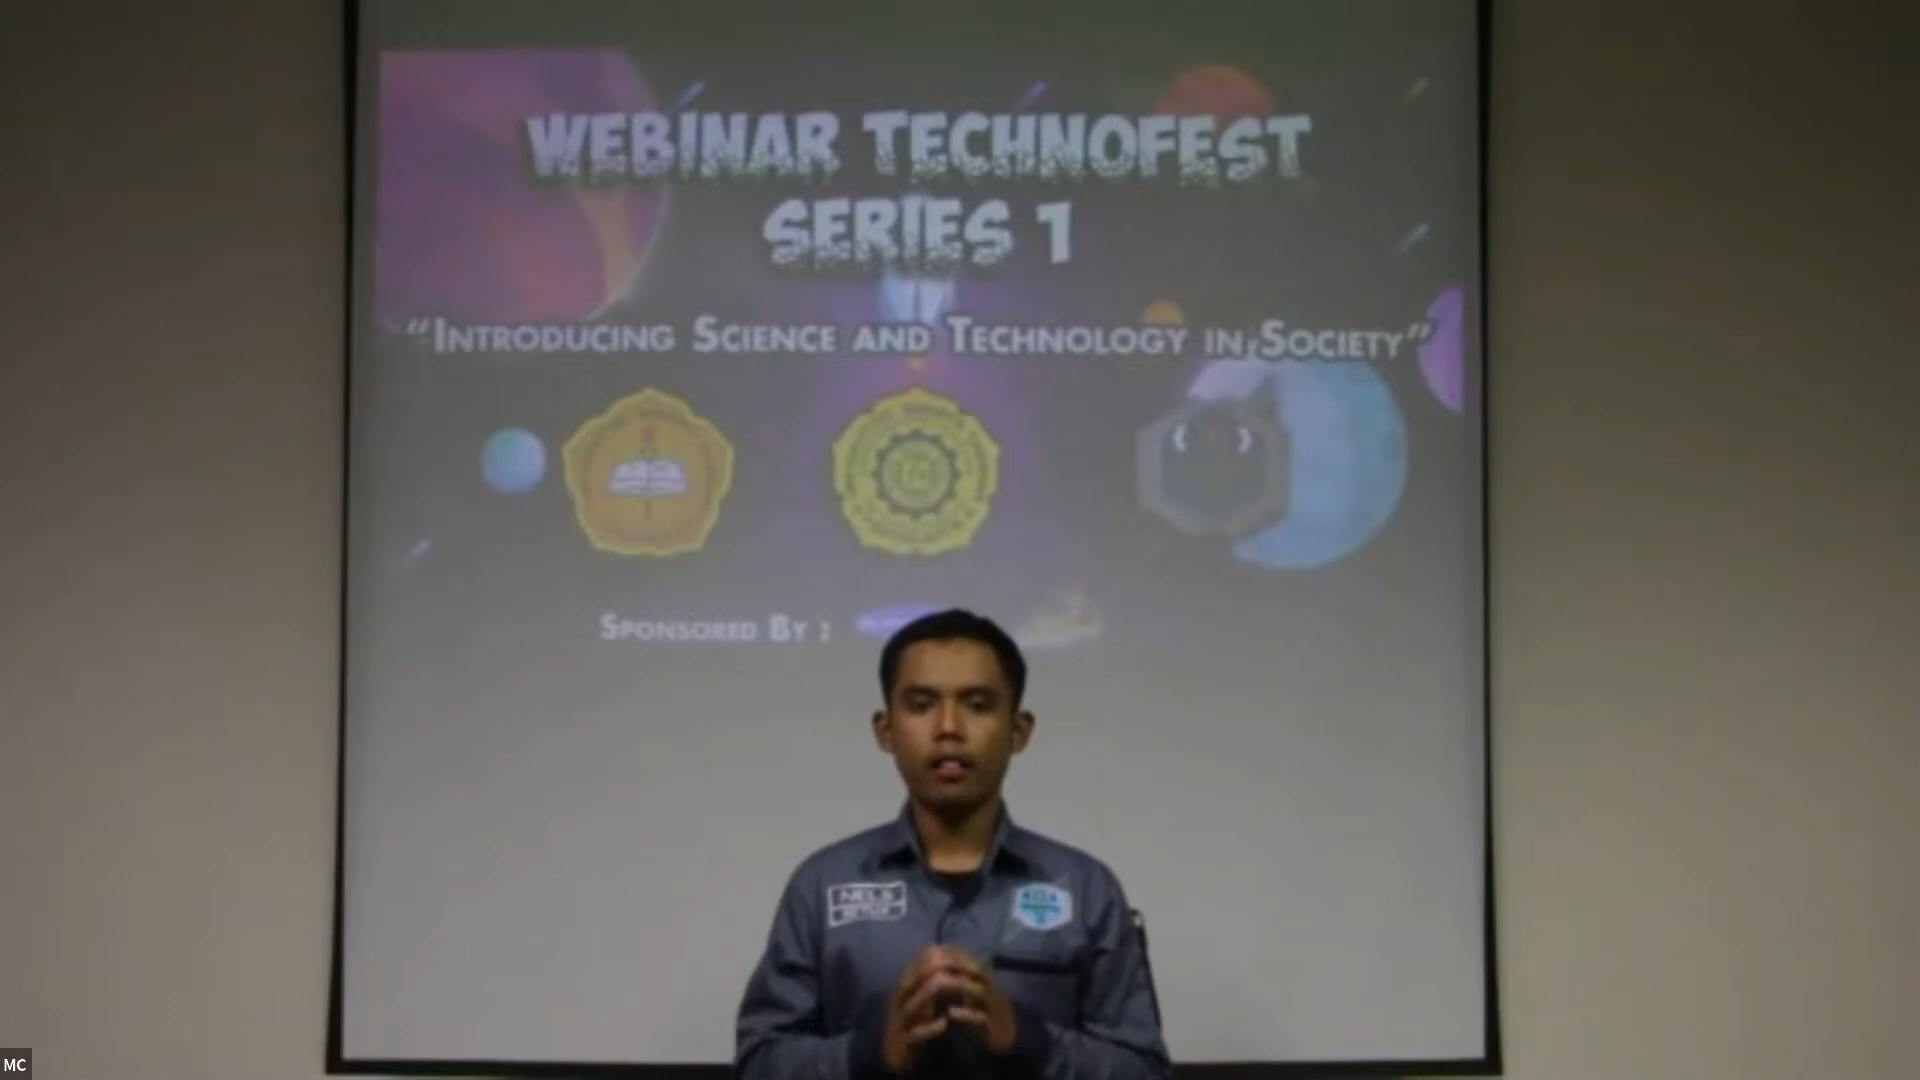 WEBINAR TECHNOFEST
SERIES 1
"INTRODUCING SCIENCE AND TECHNOLOGY IN SOCIETY"
SPONSORED BY :
MC